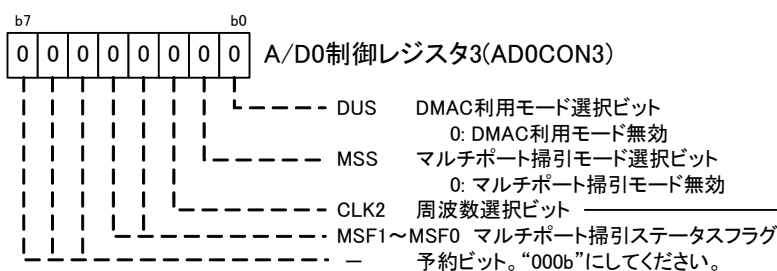 b7 b0
0 0 0 0 0 0 0 0 A/D0制御レジスタ3(AD0CON3)
DUS DMAC利用モード選択ビット
0: DMAC利用モード無効
MSS マルチポート掃引モード選択ビット
0: マルチポート掃引モード無効
CLK2 周波数選択ビット
MSF1～MSF0 マルチポート掃引ステータスフラグ
― 予約ビット。“000b”にしてください。